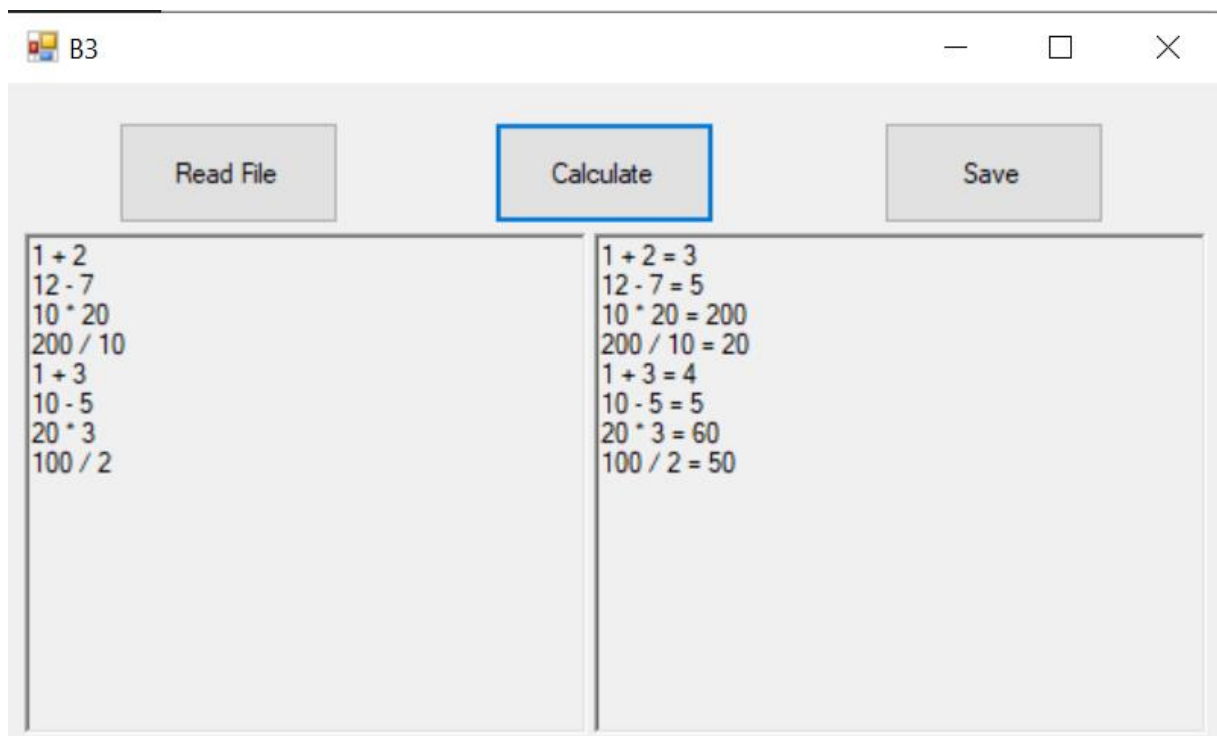 B3
Read File
Calculate
Save
1 + 2
12 - 7
10 * 20
200 / 10
1 + 3
10 - 5
20 * 3
100 / 2
1 + 2 = 3
12 - 7 = 5
10 * 20 = 200
200 / 10 = 20
1 + 3 = 4
10 - 5 = 5
20 * 3 = 60
100 / 2 = 50